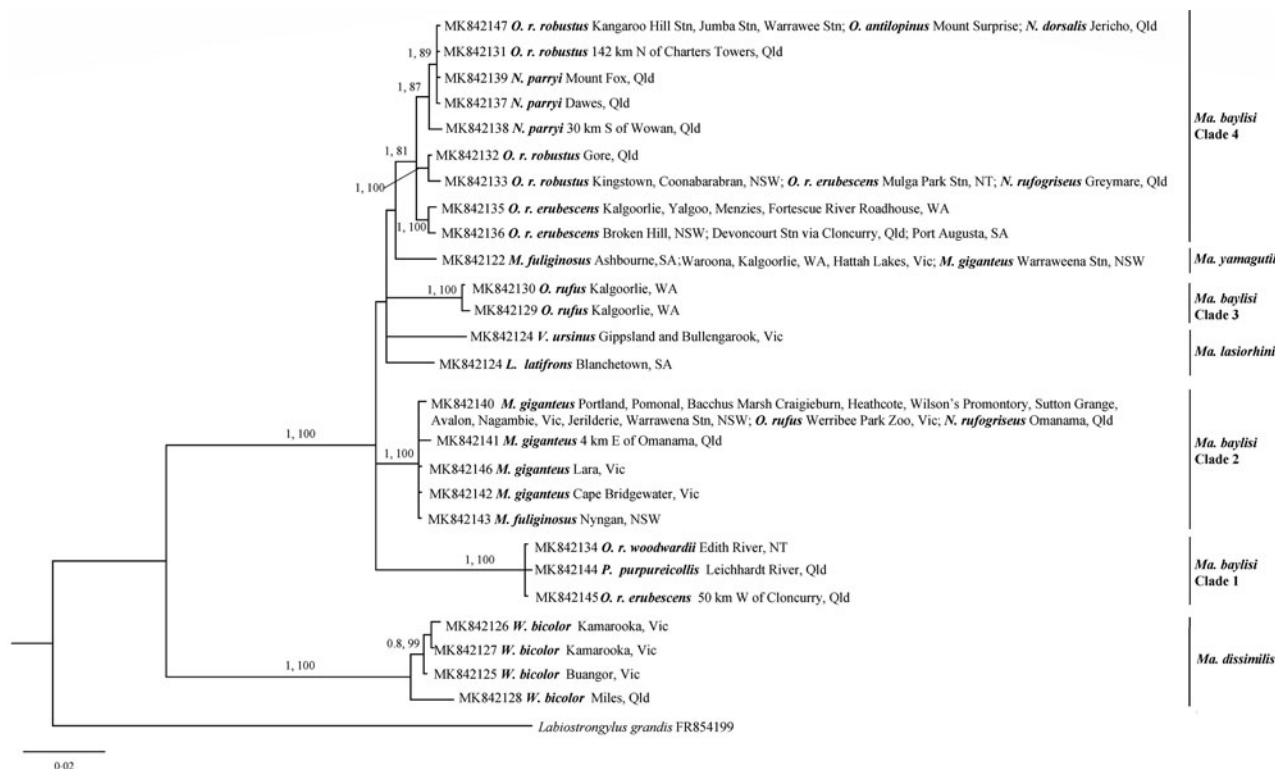 MK842147 O. r. robustus Kangaroo Hill Stn, Jumba Stn, Warrawee Stn; O. antilopinus Mount Surprise; N. dorsalis Jericho, Qld
1, 89
MK842131 O. r. robustus 142 km N of Charters Towers, Qld
MK842139 N. parryi Mount Fox, Qld
1, 87
MK842137 N. parryi Dawes, Qld
MK842138 N. parryi 30 km S of Wowan, Qld
Ma. baylisi
Clade 4
1, 81
MK842132 O. r. robustus Gore, Qld
1, 100
MK842133 O. r. robustus Kingstown, Coonabarabran, NSW; O. r. erubescens Mulga Park Stn, NT; N. rufogriseus Greymare, Qld
MK842135 O. r. erubescens Kalgoorlie, Yalgoo, Menzies, Fortescue River Roadhouse, WA
1, 100
MK842136 O. r. erubescens Broken Hill, NSW; Devoncourt Stn via Cloncurry, Qld; Port Augusta, SA
MK842122 M. fuliginosus Ashbourne, SA;Waroona, Kalgoorlie, WA, Hattah Lakes, Vic; M. giganteus Warraweena Stn, NSW
Ma. yamagutii
1, 100
MK842130 O. rufus Kalgoorlie, WA
MK842129 O. rufus Kalgoorlie, WA
Ma. baylisi
Clade 3
MK842124 V. ursinus Gippsland and Bullengarook, Vic
MK842124 L. latifrons Blanchetown, SA
Ma. lasiorhini
MK842140 M. giganteus Portland, Pomonal, Bacchus Marsh Craigieburn, Heathcote, Wilson's Promontory, Sutton Grange,
Avalon, Nagambie, Vic, Jerilderie, Warrawena Stn, NSW; O. rufus Werribee Park Zoo, Vic; N. rufogriseus Omanama, Qld
1, 100
MK842141 M. giganteus 4 km E of Omanama, Qld
1, 100
MK842146 M. giganteus Lara, Vic
MK842142 M. giganteus Cape Bridgewater, Vic
MK842143 M. fuliginosus Nyngan, NSW
Ma. baylisi
Clade 2
MK842134 O. r. woodwardii Edith River, NT
1, 100
MK842144 P. purpureicollis Leichhardt River, Qld
MK842145 O. r. erubescens 50 km W of Cloncurry, Qld
Ma. baylisi
Clade 1
MK842126 W. bicolor Kamarooka, Vic
0.8, 99
MK842127 W. bicolor Kamarooka, Vic
1, 100
MK842125 W. bicolor Buangor, Vic
MK842128 W. bicolor Miles, Qld
Ma. dissimilis
Labiostrongylus grandis FR854199
0·02